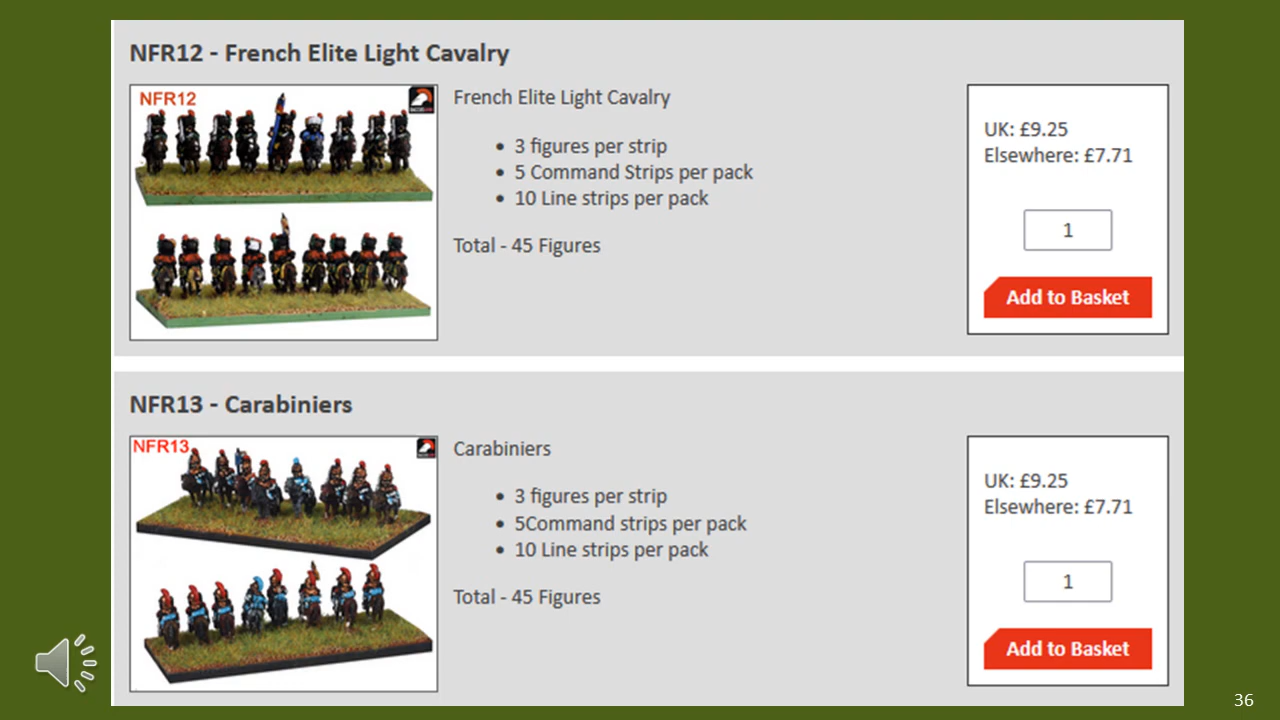 NFR12 - French Elite Light Cavalry
NFR12
French Elite Light Cavalry
• 3 figures per strip
• 5 Command Strips per pack
• 10 Line strips per pack
Total - 45 Figures
UK: £9.25
Elsewhere: £7.71
1
Add to Basket
NFR13 - Carabiniers
NFR13
Carabiniers
• 3 figures per strip
• 5Command strips per pack
• 10 Line strips per pack
Total - 45 Figures
UK: £9.25
Elsewhere: £7.71
1
Add to Basket
36